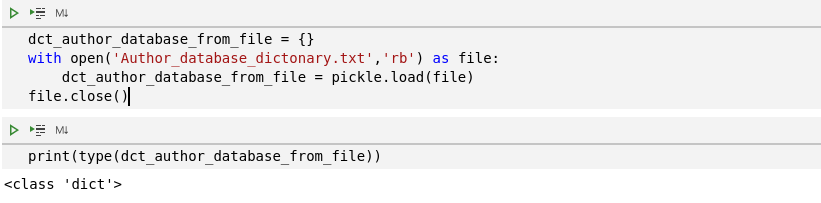 M↓
dct_author_database_from_file = {}
with open('Author_database_dictonary.txt','rb') as file:
    dct_author_database_from_file = pickle.load(file)
file.close()
M↓
print(type(dct_author_database_from_file))
<class 'dict'>